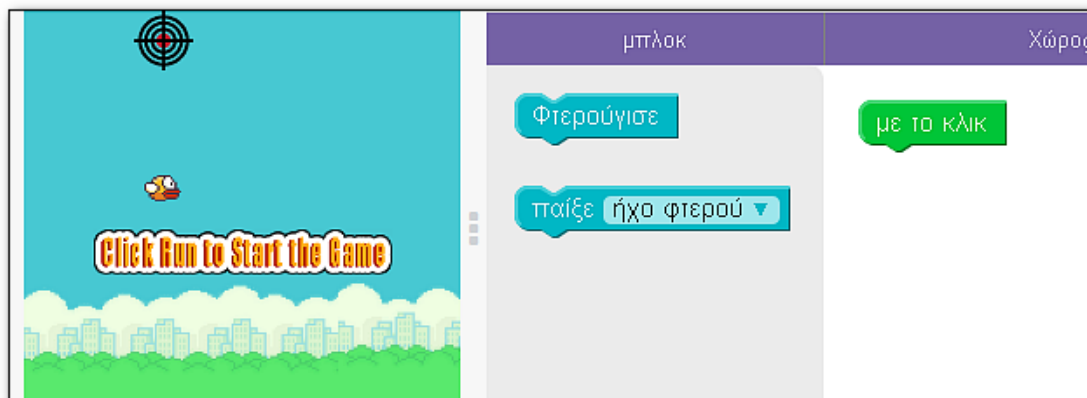 μπλοκ
Χώρος
Φτερούγισε
με το κλικ
παίξε ήχο φτερού
Click Run to Start the Game